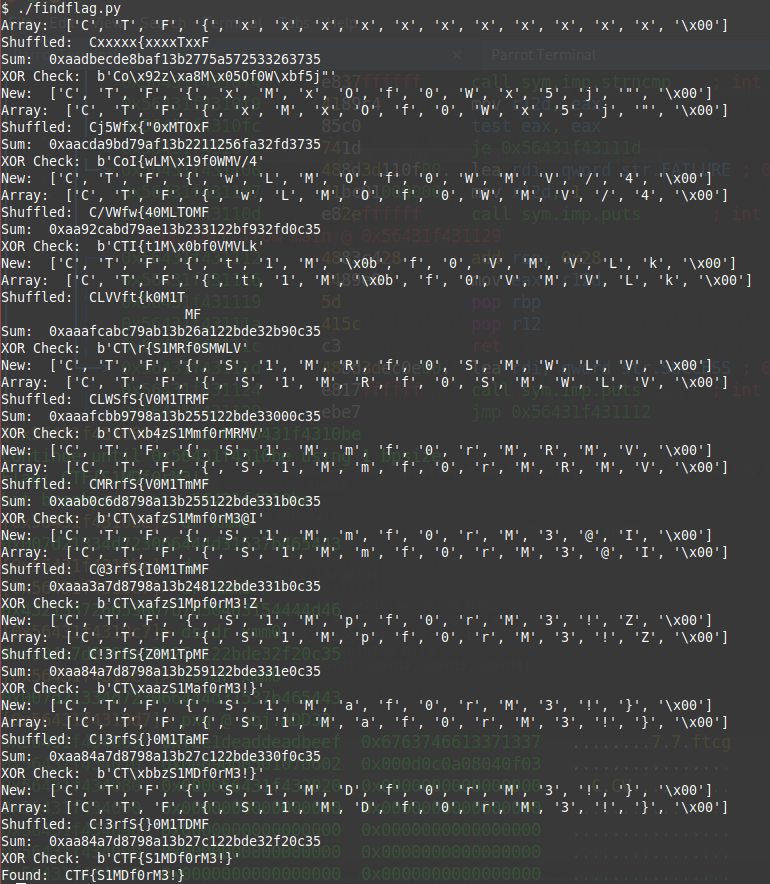 $ ./findflag.py
Array:  ['C', 'T', 'F', '{', 'x', 'x', 'x', 'x', 'x', 'x', 'x', 'x', 'x', 'x', '\x00']
Shuffled:  Cxxxxx{xxxxTxxF
Sum:  0xaadbecde8baf13b2775a572533263735
XOR Check:  b'Co\x92z\xa8M\x05Of0W\xbf5j"'
New:  ['C', 'T', 'F', '{', 'x', 'M', 'x', 'O', 'f', '0', 'W', 'x', '5', 'j', '"', '\x00']
Array:  ['C', 'T', 'F', '{', 'x', 'M', 'x', 'O', 'f', '0', 'W', 'x', '5', 'j', '"', '\x00']
Shuffled:  Cj5Wfx{"0xMTOxF
Sum:  0xaacda9bd79af13b2211256fa32fd3735
XOR Check:  b'CoI{wLM\x19f0WMV/4'
New:  ['C', 'T', 'F', '{', 'w', 'L', 'M', 'O', 'f', '0', 'W', 'M', 'V', '/', '4', '\x00']
Array:  ['C', 'T', 'F', '{', 'w', 'L', 'M', 'O', 'f', '0', 'W', 'M', 'V', '/', '4', '\x00']
Shuffled:  C/VWfw{40MLTOMF
Sum:  0xaa92cabd79ae13b233122bf932fd0c35
XOR Check:  b'CTI{t1M\x0bf0VMVLk'
New:  ['C', 'T', 'F', '{', 't', '1', 'M', '\x0b', 'f', '0', 'V', 'M', 'V', 'L', 'k', '\x00']
Array:  ['C', 'T', 'F', '{', 't', '1', 'M', '\x0b', 'f', '0', 'V', 'M', 'V', 'L', 'k', '\x00']
Shuffled:  CLVVft{k0M1T
MF
Sum:  0xaaafcabc79ab13b26a122bde32b90c35
XOR Check:  b'CT\r{S1MRf0SMWLV'
New:  ['C', 'T', 'F', '{', 'S', '1', 'M', 'R', 'f', '0', 'S', 'M', 'W', 'L', 'V', '\x00']
Array:  ['C', 'T', 'F', '{', 'S', '1', 'M', 'R', 'f', '0', 'S', 'M', 'W', 'L', 'V', '\x00']
Shuffled:  CLWSfS{V0M1TRMF
Sum:  0xaaafcbb9798a13b255122bde33000c35
XOR Check:  b'CT\xb4zS1Mmf0rMRMV'
New:  ['C', 'T', 'F', '{', 'S', '1', 'M', 'm', 'f', '0', 'r', 'M', 'R', 'M', 'V', '\x00']
Array:  ['C', 'T', 'F', '{', 'S', '1', 'M', 'm', 'f', '0', 'r', 'M', 'R', 'M', 'V', '\x00']
Shuffled:  CMRrfS{V0M1TmMF
Sum:  0xaab0c6d8798a13b255122bde331b0c35
XOR Check:  b'CT\xafzS1Mmf0rM3@I'
New:  ['C', 'T', 'F', '{', 'S', '1', 'M', 'm', 'f', '0', 'r', 'M', '3', '@', 'I', '\x00']
Array:  ['C', 'T', 'F', '{', 'S', '1', 'M', 'm', 'f', '0', 'r', 'M', '3', '@', 'I', '\x00']
Shuffled:  C@3rfS{I0M1TmMF
Sum:  0xaaa3a7d8798a13b248122bde331b0c35
XOR Check:  b'CT\xafzS1Mpf0rM3!Z'
New:  ['C', 'T', 'F', '{', 'S', '1', 'M', 'p', 'f', '0', 'r', 'M', '3', '!', 'Z', '\x00']
Array:  ['C', 'T', 'F', '{', 'S', '1', 'M', 'p', 'f', '0', 'r', 'M', '3', '!', 'Z', '\x00']
Shuffled:  C!3rfS{Z0M1TpMF
Sum:  0xaa84a7d8798a13b259122bde331e0c35
XOR Check:  b'CT\xaazS1Maf0rM3!}'
New:  ['C', 'T', 'F', '{', 'S', '1', 'M', 'a', 'f', '0', 'r', 'M', '3', '!', '}', '\x00']
Array:  ['C', 'T', 'F', '{', 'S', '1', 'M', 'a', 'f', '0', 'r', 'M', '3', '!', '}', '\x00']
Shuffled:  C!3rfS{}0M1TaMF
Sum:  0xaa84a7d8798a13b27c122bde330f0c35
XOR Check:  b'CT\xbbzS1MDf0rM3!}'
New:  ['C', 'T', 'F', '{', 'S', '1', 'M', 'D', 'f', '0', 'r', 'M', '3', '!', '}', '\x00']
Array:  ['C', 'T', 'F', '{', 'S', '1', 'M', 'D', 'f', '0', 'r', 'M', '3', '!', '}', '\x00']
Shuffled:  C!3rfS{}0M1TDMF
Sum:  0xaa84a7d8798a13b27c122bde32f20c35
XOR Check:  b'CTF{S1MDf0rM3!}'
Found:  CTF{S1MDf0rM3!}